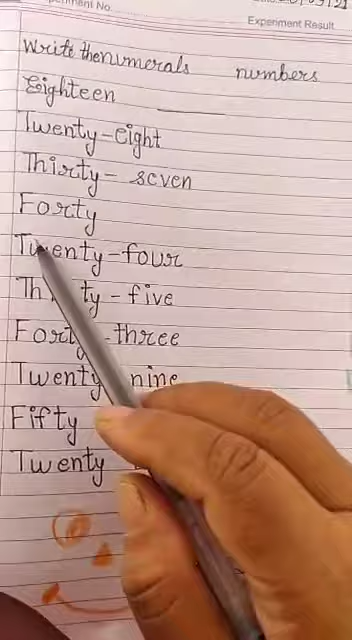 Experiment Result
Write the numerals numbers
Eighteen
Twenty-eight
Thirty-seven
Forty
Twenty-four
Thirty-five
Forty-three
Twenty nine
Fifty
Twenty